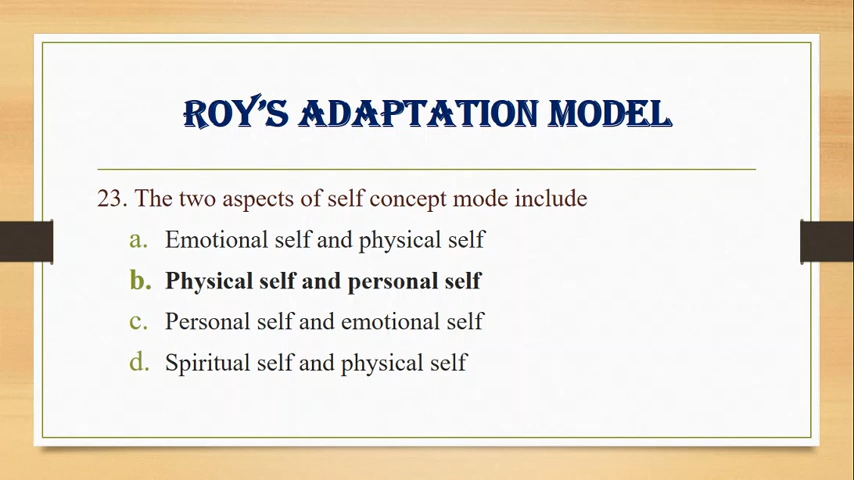 ROY'S ADAPTATION MODEL
23. The two aspects of self concept mode include
a. Emotional self and physical self
b. Physical self and personal self
c. Personal self and emotional self
d. Spiritual self and physical self